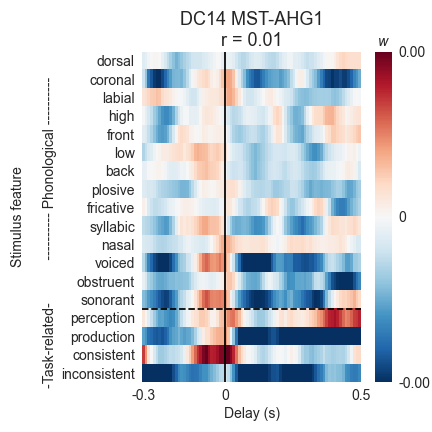 DC14 MST-AHG1
r = 0.01
w
Stimulus feature
---------- Phonological ----------
-Task-related-
dorsal
coronal
labial
high
front
low
back
plosive
fricative
syllabic
nasal
voiced
obstruent
sonorant
perception
production
consistent
inconsistent
0.00
0
-0.00
-0.3
0
0.5
Delay (s)